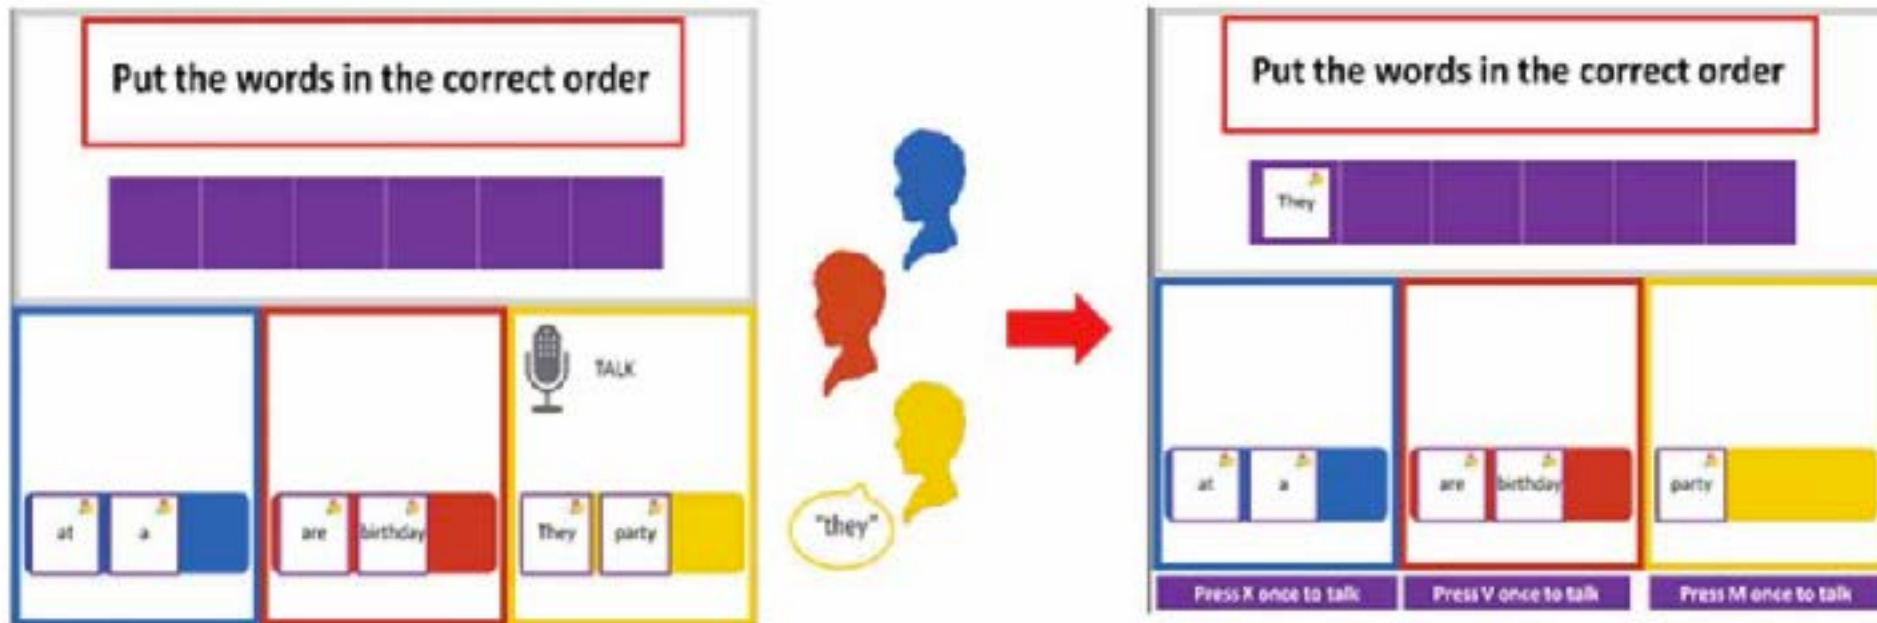 Put the words in the correct order
TALK
at a
are birthday
They party
"they"
Put the words in the correct order
They
at a
are birthday
party
Press X once to talk
Press V once to talk
Press M once to talk